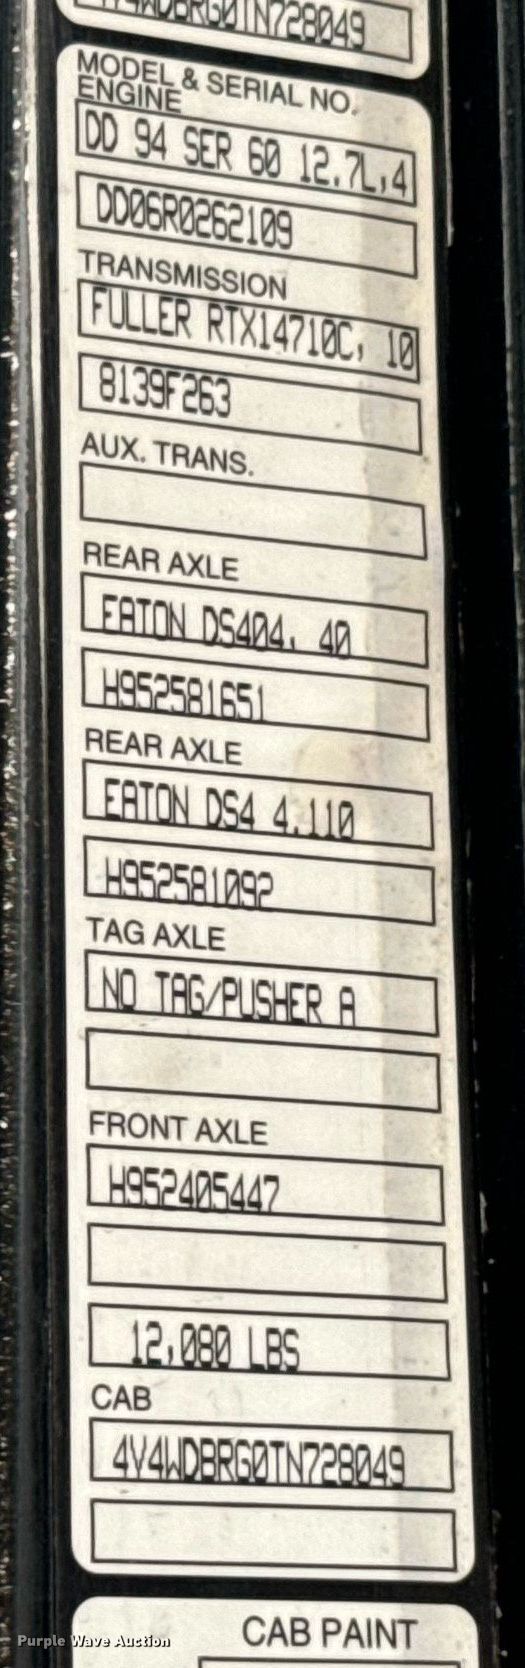 4V4WDBRG0TN728049
MODEL & SERIAL NO.
ENGINE
DD 94 SER 60 12.7L,4
DD06R0262109
TRANSMISSION
FULLER RTX14710C, 10
8139F263
AUX. TRANS.
REAR AXLE
EATON DS404, 40
H952581651
REAR AXLE
EATON DS4 4.110
H952581092
TAG AXLE
NO TAG/PUSHER A
FRONT AXLE
H952405447
12,080 LBS
CAB
4V4WDBRG0TN728049
CAB PAINT
Purple Wave Auction